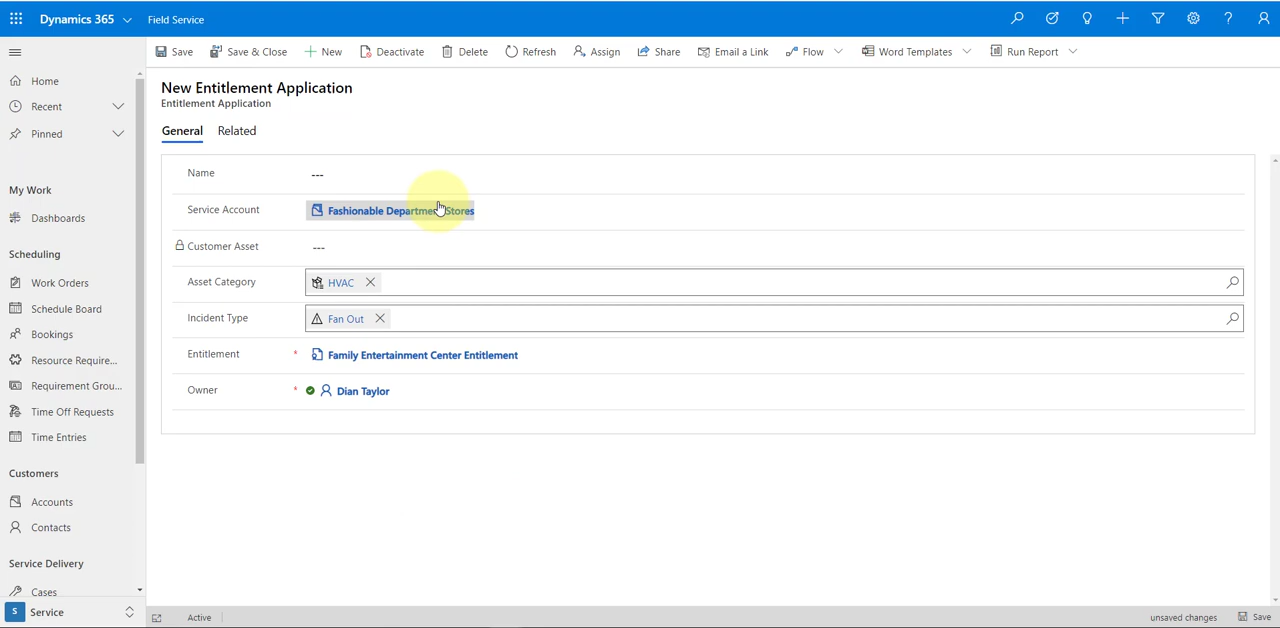 Dynamics 365 Field Service
Save Save & Close New Deactivate Delete Refresh Assign Share Email a Link Flow Word Templates Run Report
Home
Recent
Pinned
My Work
Dashboards
Scheduling
Work Orders
Schedule Board
Bookings
Resource Require...
Requirement Grou...
Time Off Requests
Time Entries
Customers
Accounts
Contacts
Service Delivery
Cases
S Service
New Entitlement Application
Entitlement Application
General Related
Name ---
Service Account Fashionable Department Stores
Customer Asset ---
Asset Category HVAC
Incident Type Fan Out
Entitlement * Family Entertainment Center Entitlement
Owner * Dian Taylor
Active unsaved changes Save